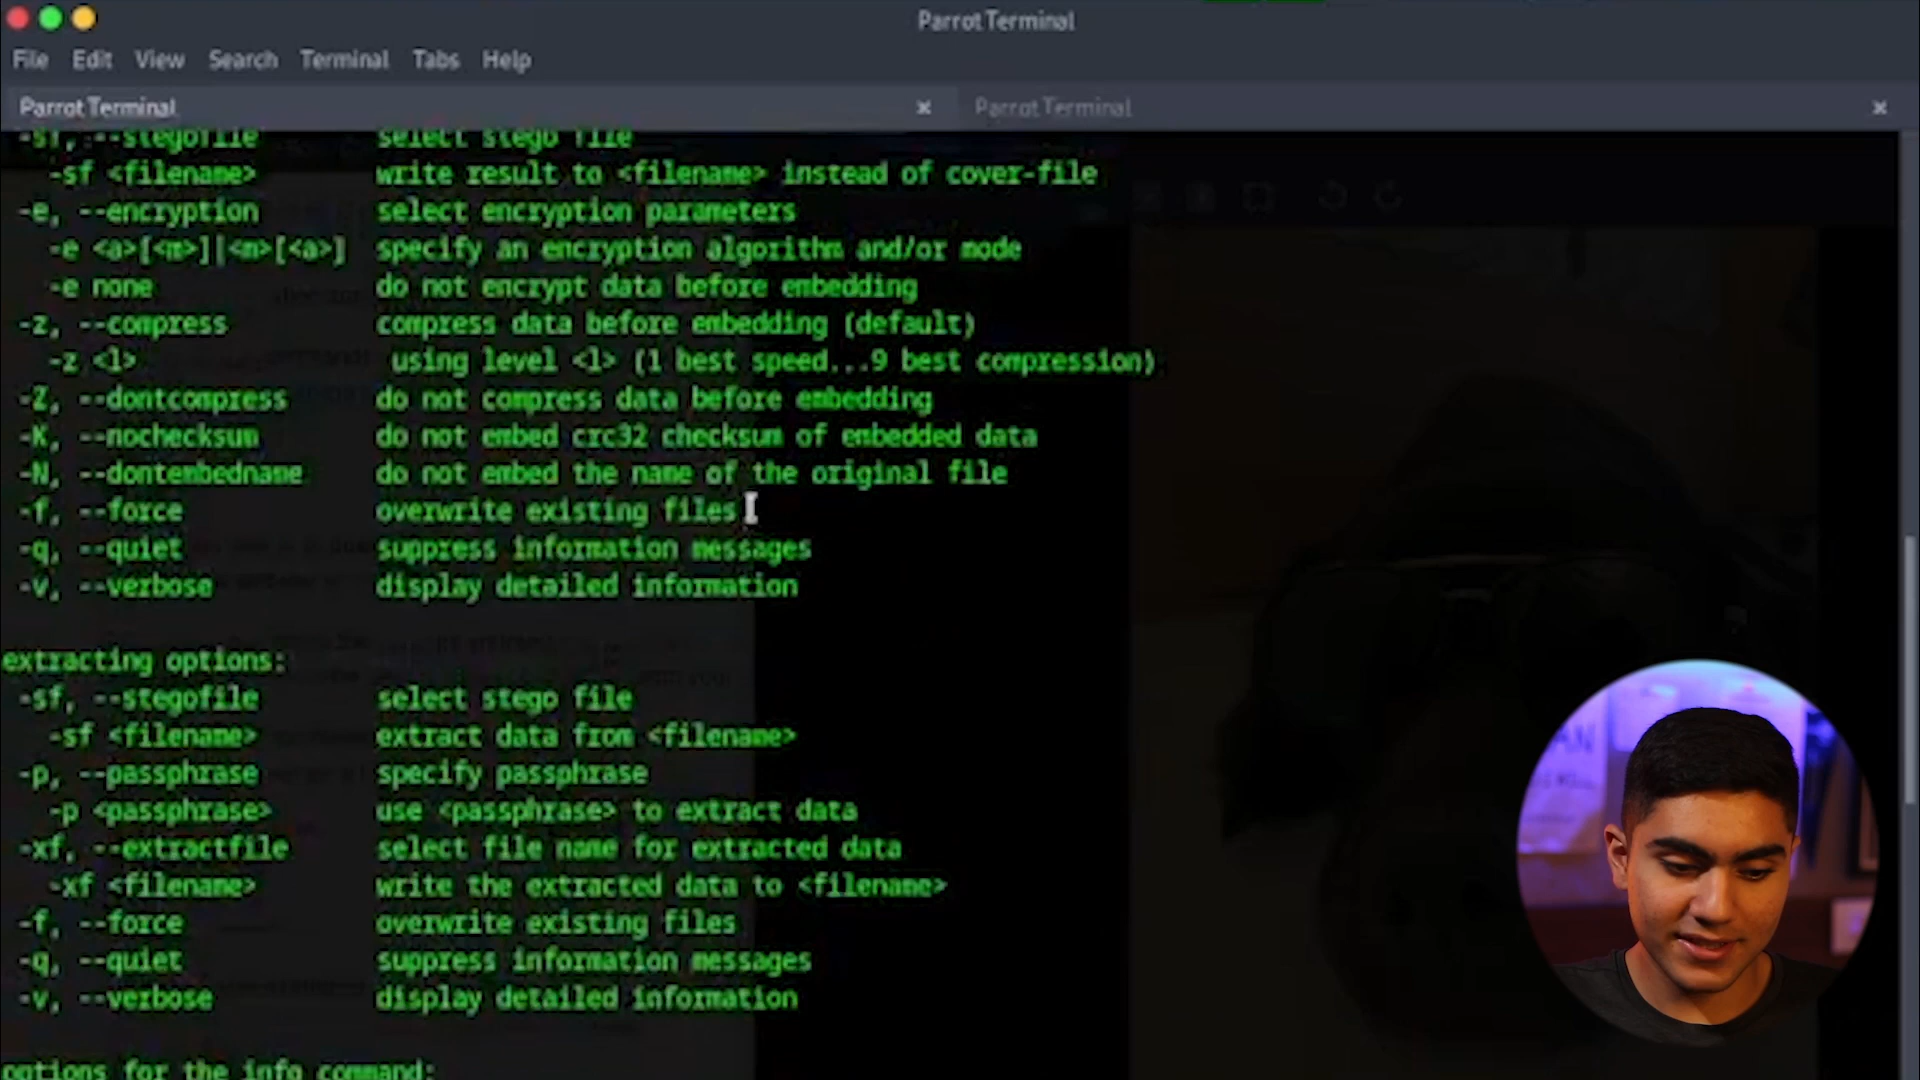 Parrot Terminal
File Edit View Search Terminal Tabs Help
Parrot Terminal × Parrot Terminal ×
-sf, --stegofile select stego file
-sf <filename> write result to <filename> instead of cover-file
-e, --encryption select encryption parameters
-e <a>[<m>]|<m>[<a>] specify an encryption algorithm and/or mode
-e none do not encrypt data before embedding
-z, --compress compress data before embedding (default)
-z <l> using level <l> (1 best speed...9 best compression)
-Z, --dontcompress do not compress data before embedding
-K, --nochecksum do not embed crc32 checksum of embedded data
-N, --dontembedname do not embed the name of the original file
-f, --force overwrite existing files
-q, --quiet suppress information messages
-v, --verbose display detailed information
extracting options:
-sf, --stegofile select stego file
-sf <filename> extract data from <filename>
-p, --passphrase specify passphrase
-p <passphrase> use <passphrase> to extract data
-xf, --extractfile select file name for extracted data
-xf <filename> write the extracted data to <filename>
-f, --force overwrite existing files
-q, --quiet suppress information messages
-v, --verbose display detailed information
options for the info command: